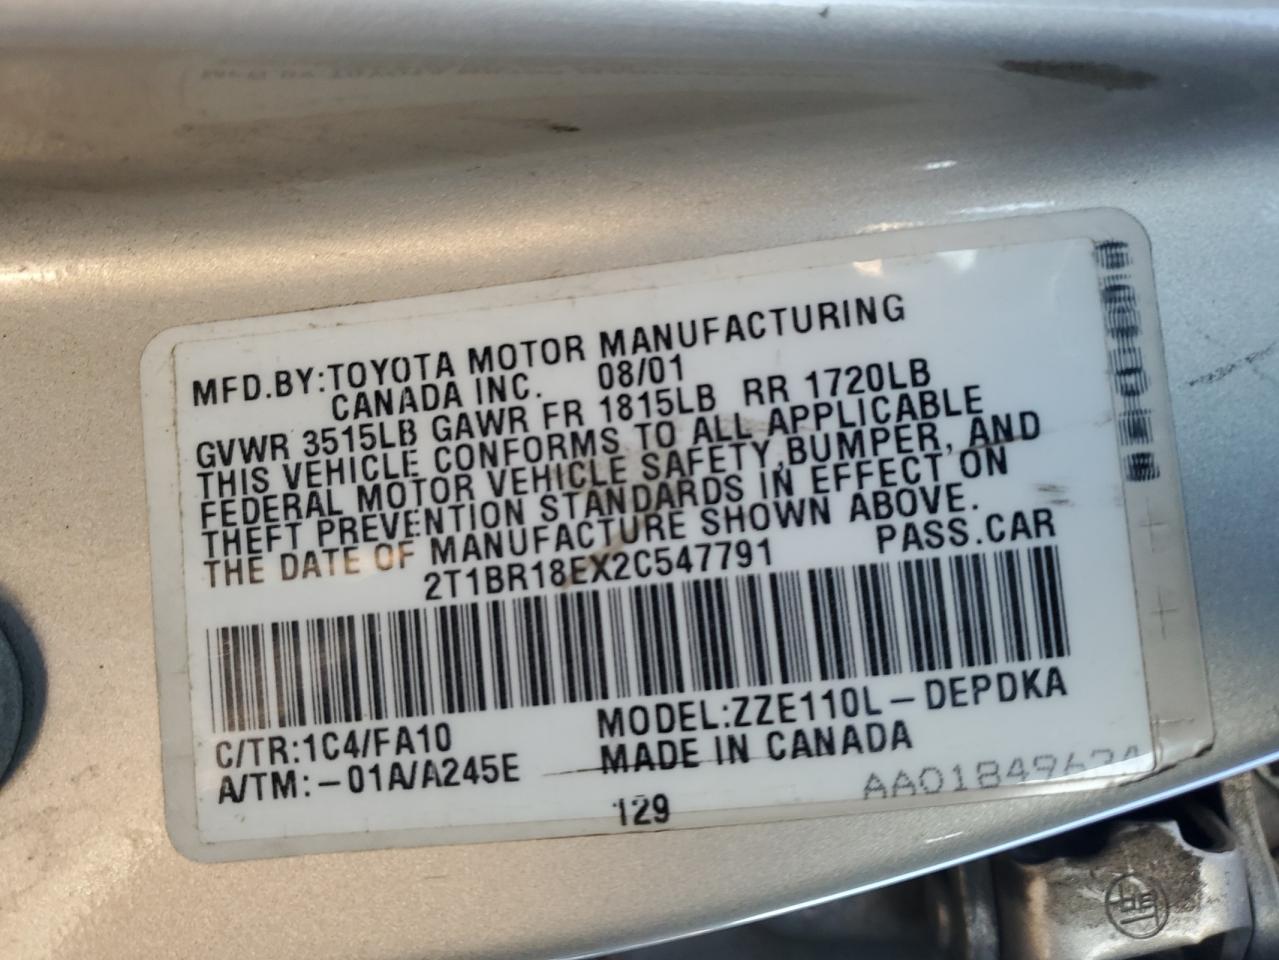 MFD.BY:TOYOTA MOTOR MANUFACTURING
CANADA INC. 08/01
GVWR 3515LB GAWR FR 1815LB RR 1720LB
THIS VEHICLE CONFORMS TO ALL APPLICABLE
FEDERAL MOTOR VEHICLE SAFETY,BUMPER, AND
THEFT PREVENTION STANDARDS IN EFFECT ON
THE DATE OF MANUFACTURE SHOWN ABOVE.
2T1BR18EX2C547791 PASS.CAR
C/TR:1C4/FA10 MODEL:ZZE110L-DEPDKA
A/TM:-01A/A245E MADE IN CANADA
129